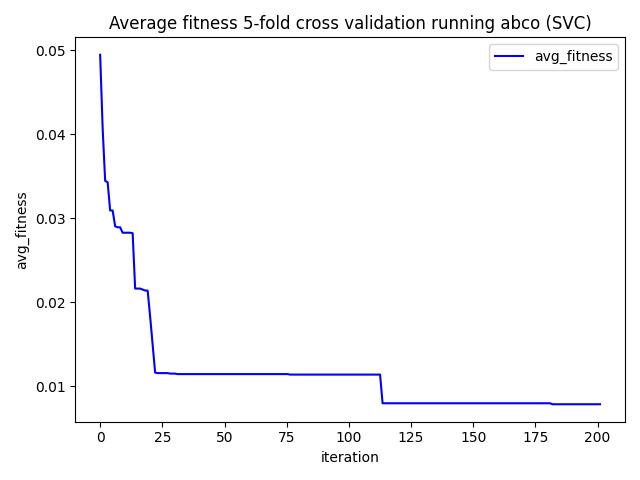 Average fitness 5-fold cross validation running abco (SVC)
avg_fitness
0.05
0.04
0.03
0.02
0.01
avg_fitness
0 25 50 75 100 125 150 175 200
iteration